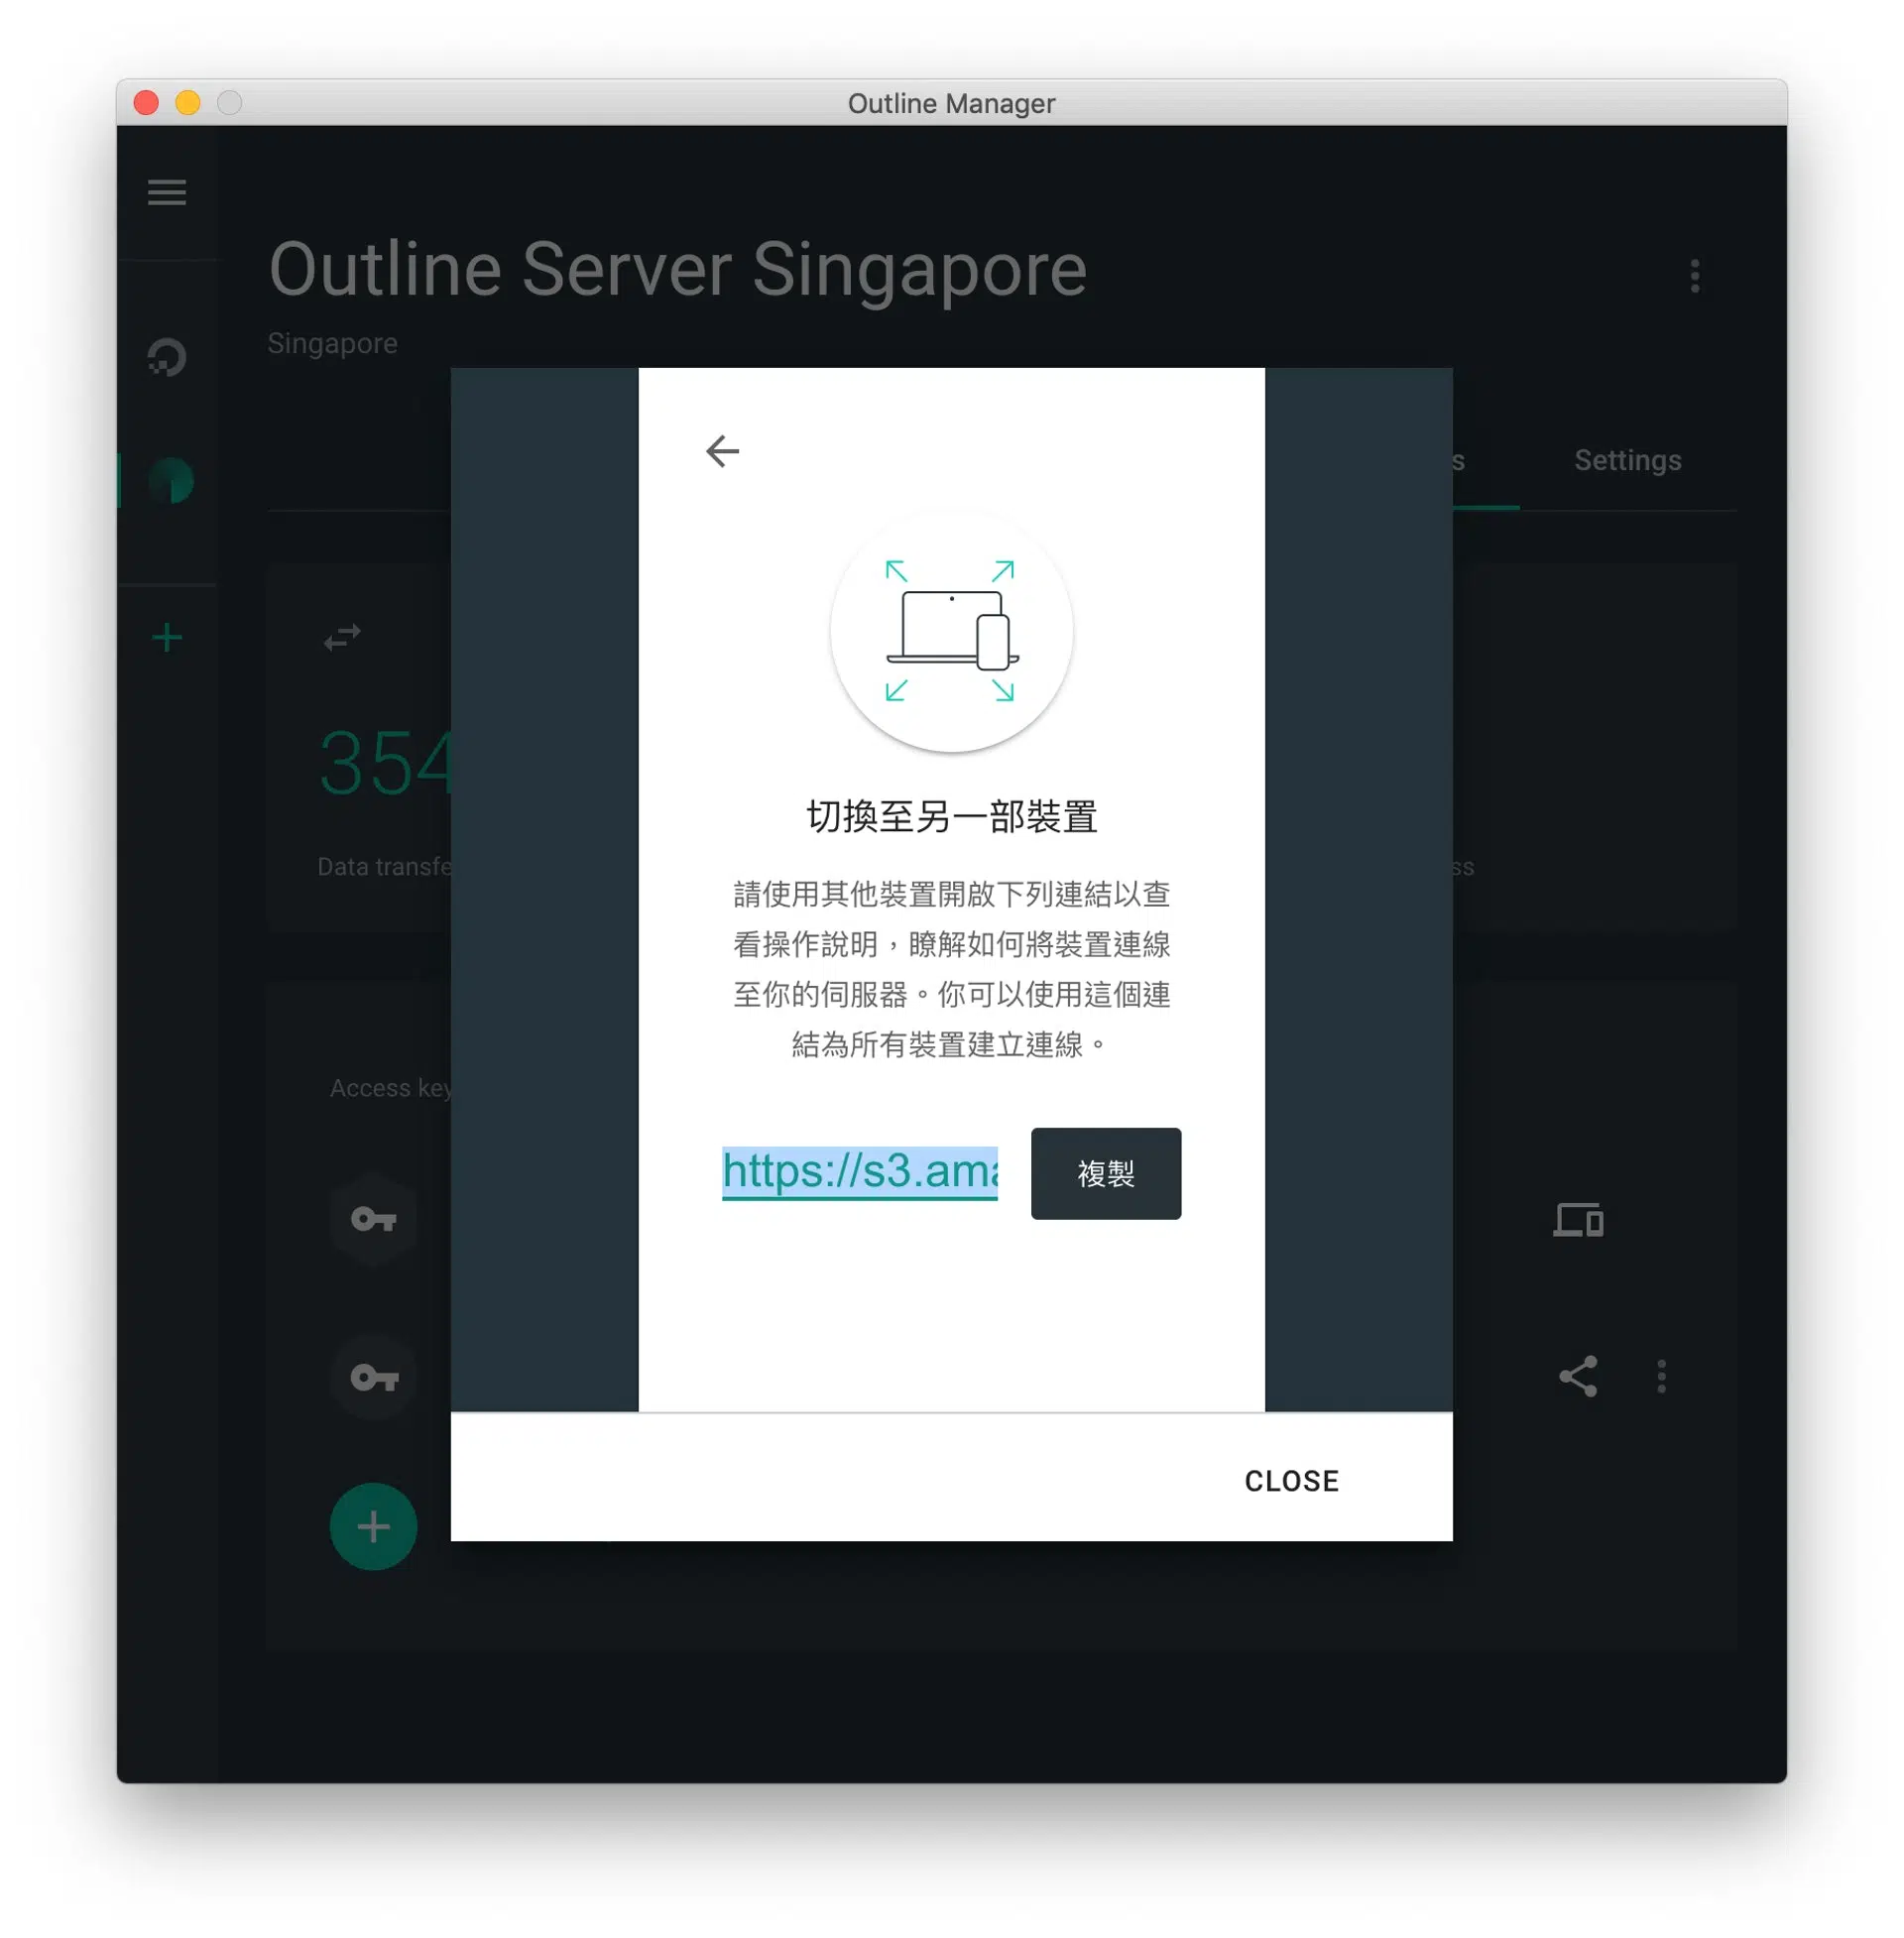 Outline Manager
Outline Server Singapore
Singapore
Settings
354
Data transfe
ss
Access key
切換至另一部裝置
請使用其他裝置開啟下列連結以查
看操作說明，瞭解如何將裝置連線
至你的伺服器。你可以使用這個連
結為所有裝置建立連線。
https://s3.ama
複製
CLOSE